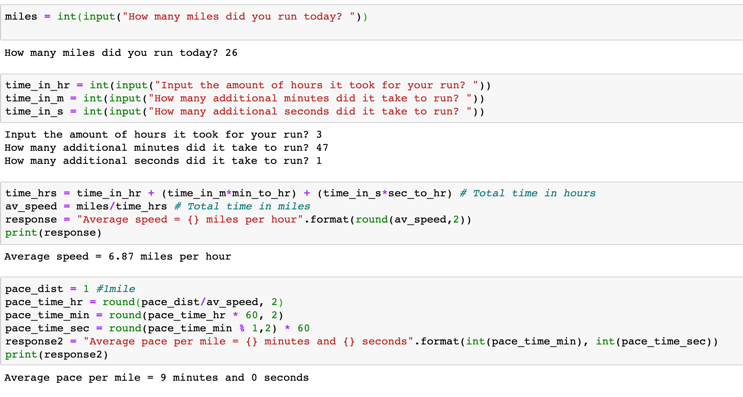 miles = int(input("How many miles did you run today? "))
How many miles did you run today? 26
time_in_hr = int(input("Input the amount of hours it took for your run? "))
time_in_m = int(input("How many additional minutes did it take to run? "))
time_in_s = int(input("How many additional seconds did it take to run? "))
Input the amount of hours it took for your run? 3
How many additional minutes did it take to run? 47
How many additional seconds did it take to run? 1
time_hrs = time_in_hr + (time_in_m*min_to_hr) + (time_in_s*sec_to_hr) # Total time in hours
av_speed = miles/time_hrs # Total time in miles
response = "Average speed = {} miles per hour".format(round(av_speed,2))
print(response)
Average speed = 6.87 miles per hour
pace_dist = 1 #1mile
pace_time_hr = round(pace_dist/av_speed, 2)
pace_time_min = round(pace_time_hr * 60, 2)
pace_time_sec = round(pace_time_min % 1,2) * 60
response2 = "Average pace per mile = {} minutes and {} seconds".format(int(pace_time_min), int(pace_time_sec))
print(response2)
Average pace per mile = 9 minutes and 0 seconds